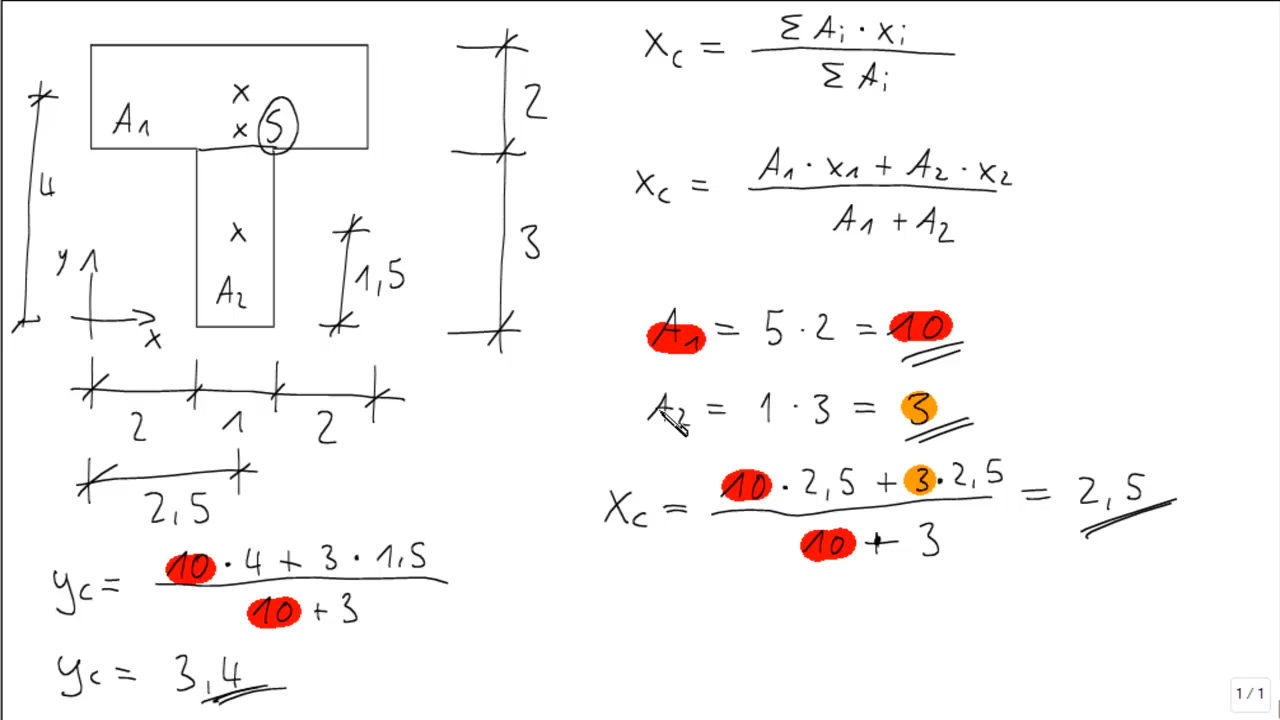 A₁
x
x S
x
A₂
4
y 1
x
1,5
2
3
2 1 2
2,5
yc = (10 · 4 + 3 · 1,5) / (10 + 3)
yc = 3,4
xc = Σ Ai · xi / Σ Ai
xc = (A₁ · x₁ + A₂ · x₂) / (A₁ + A₂)
A₁ = 5 · 2 = 10
A₂ = 1 · 3 = 3
xc = (10 · 2,5 + 3 · 2,5) / (10 + 3) = 2,5
1 / 1